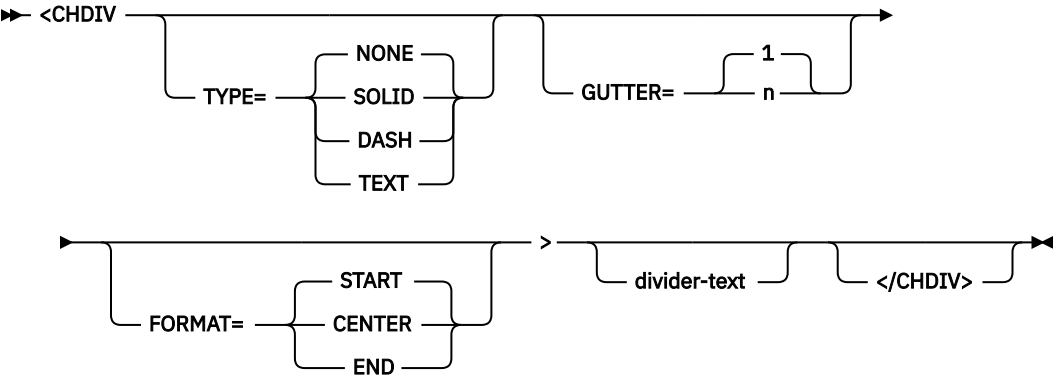 <CHDIV
TYPE=
NONE
SOLID
DASH
TEXT
GUTTER=
1
n
FORMAT=
START
CENTER
END
>
divider-text
</CHDIV>